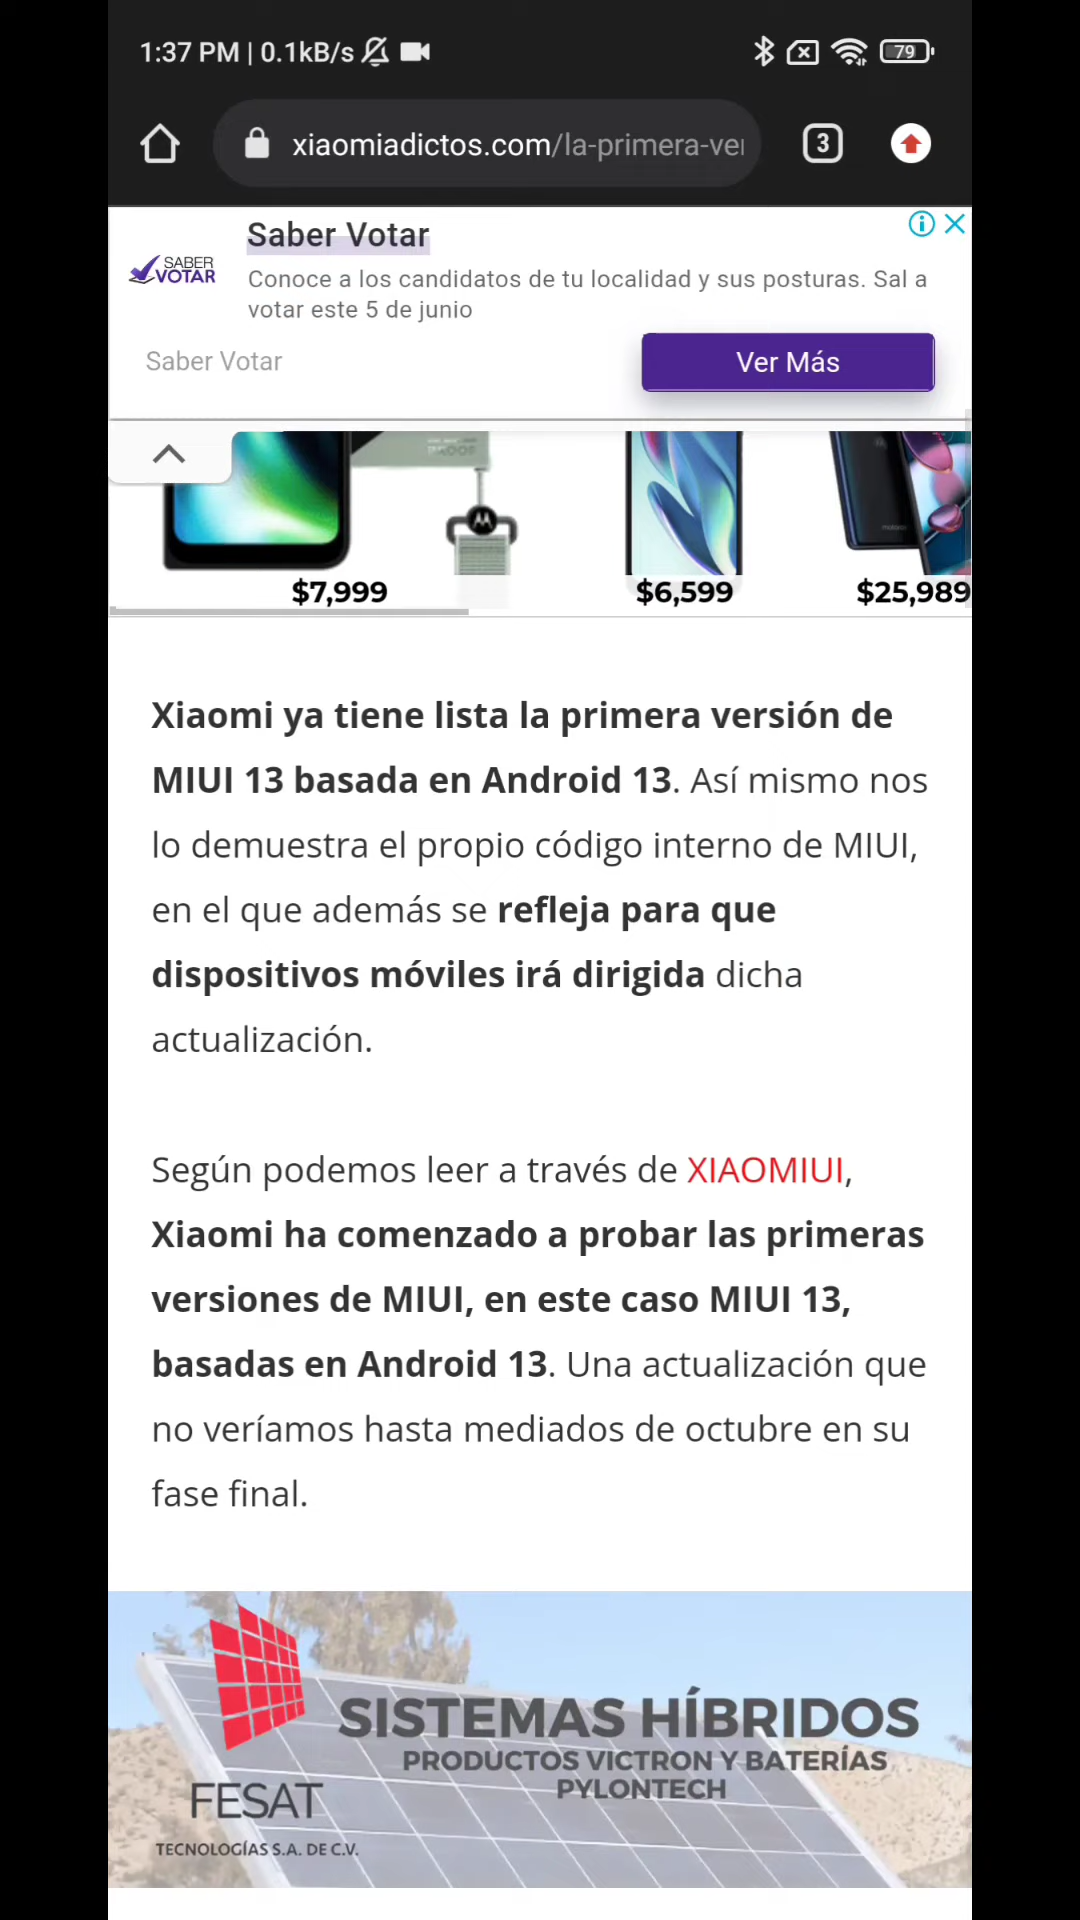 1:37 PM | 0.1kB/s 79
xiaomiadictos.com/la-primera-ver
3
Saber Votar
SABER
VOTAR
Conoce a los candidatos de tu localidad y sus posturas. Sal a
votar este 5 de junio
Saber Votar
Ver Más
$7,999 $6,599 $25,989
Xiaomi ya tiene lista la primera versión de
MIUI 13 basada en Android 13. Así mismo nos
lo demuestra el propio código interno de MIUI,
en el que además se refleja para que
dispositivos móviles irá dirigida dicha
actualización.
Según podemos leer a través de XIAOMIUI,
Xiaomi ha comenzado a probar las primeras
versiones de MIUI, en este caso MIUI 13,
basadas en Android 13. Una actualización que
no veríamos hasta mediados de octubre en su
fase final.
SISTEMAS HÍBRIDOS
PRODUCTOS VICTRON Y BATERÍAS
PYLONTECH
FESAT
TECNOLOGÍAS S.A. DE C.V.